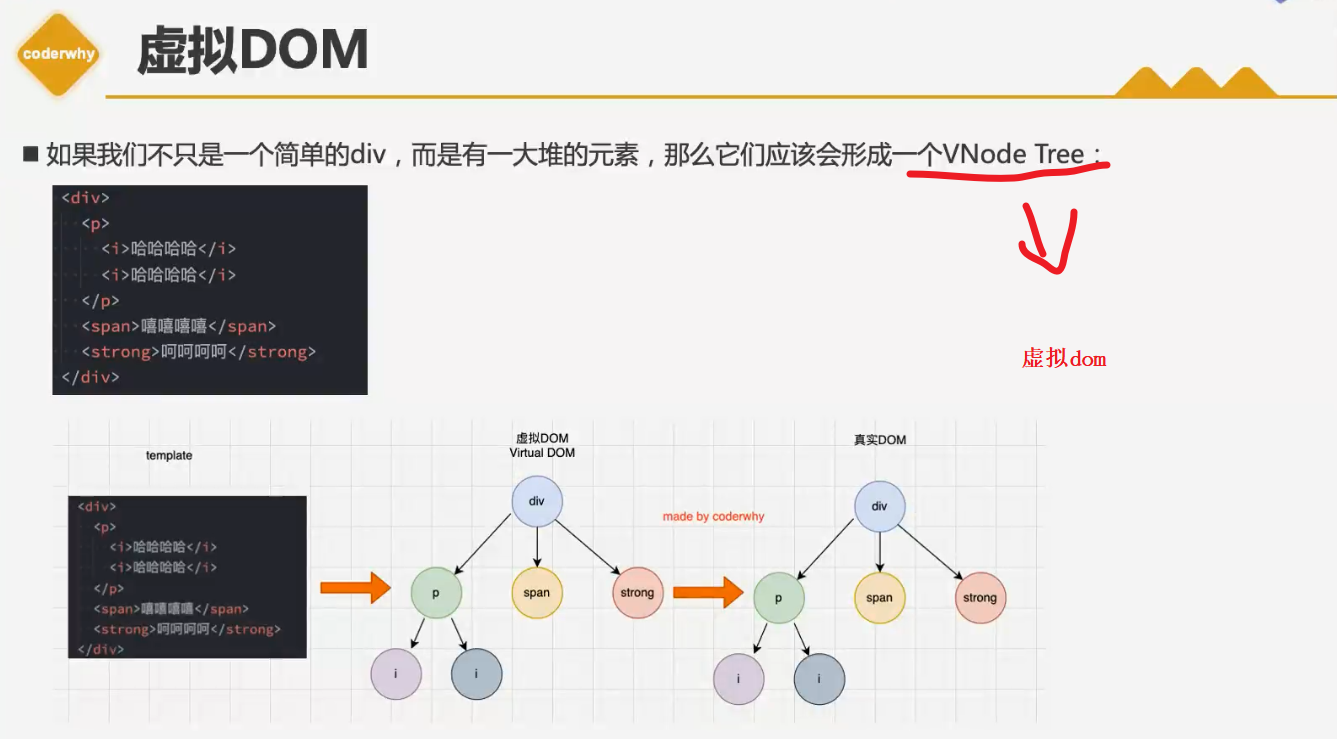 coderwhy
虚拟DOM
如果我们不只是一个简单的div，而是有一大堆的元素，那么它们应该会形成一个VNode Tree：
<div>
<p>
<i>哈哈哈哈</i>
<i>哈哈哈哈</i>
</p>
<span>嘻嘻嘻嘻</span>
<strong>呵呵呵呵</strong>
</div>
虚拟dom
template
<div>
<p>
<i>哈哈哈哈</i>
<i>哈哈哈哈</i>
</p>
<span>嘻嘻嘻嘻</span>
<strong>呵呵呵呵</strong>
</div>
虚拟DOM
Virtual DOM
div
p
span
strong
i
i
made by coderwhy
真实DOM
div
p
span
strong
i
i